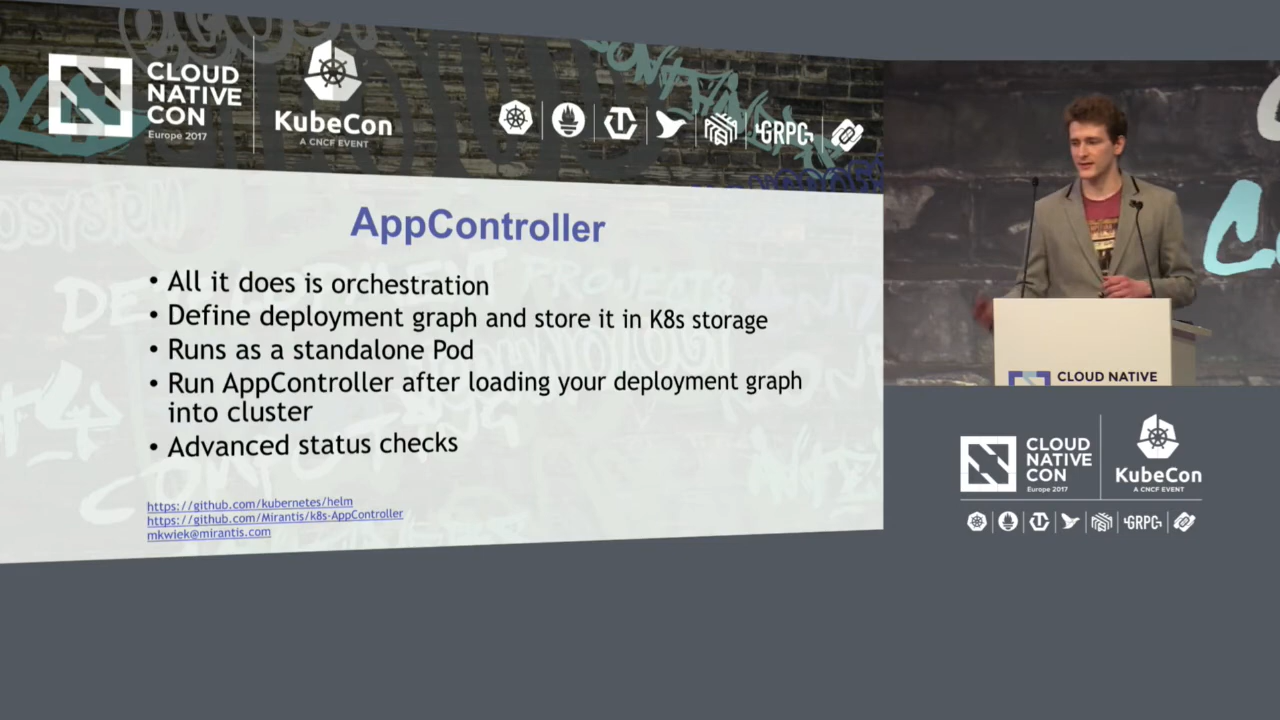 CLOUD
NATIVE
CON
Europe 2017
KubeCon
A CNCF EVENT
GRPC
AppController
• All it does is orchestration
• Define deployment graph and store it in K8s storage
• Runs as a standalone Pod
• Run AppController after loading your deployment graph
into cluster
• Advanced status checks
https://github.com/kubernetes/helm
https://github.com/Mirantis/k8s-AppController
mkwiek@mirantis.com
CLOUD NATIVE
CLOUD
NATIVE
CON
Europe 2017
KubeCon
A CNCF EVENT
GRPC